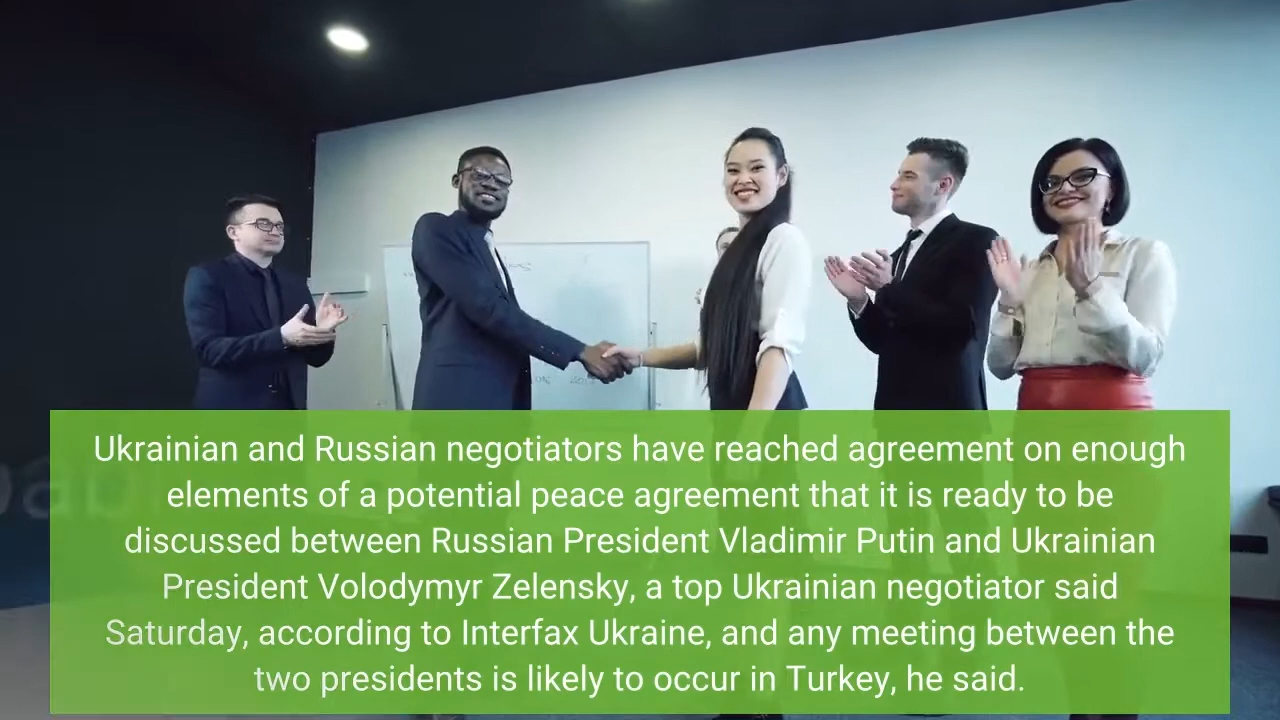 Ukrainian and Russian negotiators have reached agreement on enough
elements of a potential peace agreement that it is ready to be
discussed between Russian President Vladimir Putin and Ukrainian
President Volodymyr Zelensky, a top Ukrainian negotiator said
Saturday, according to Interfax Ukraine, and any meeting between the
two presidents is likely to occur in Turkey, he said.